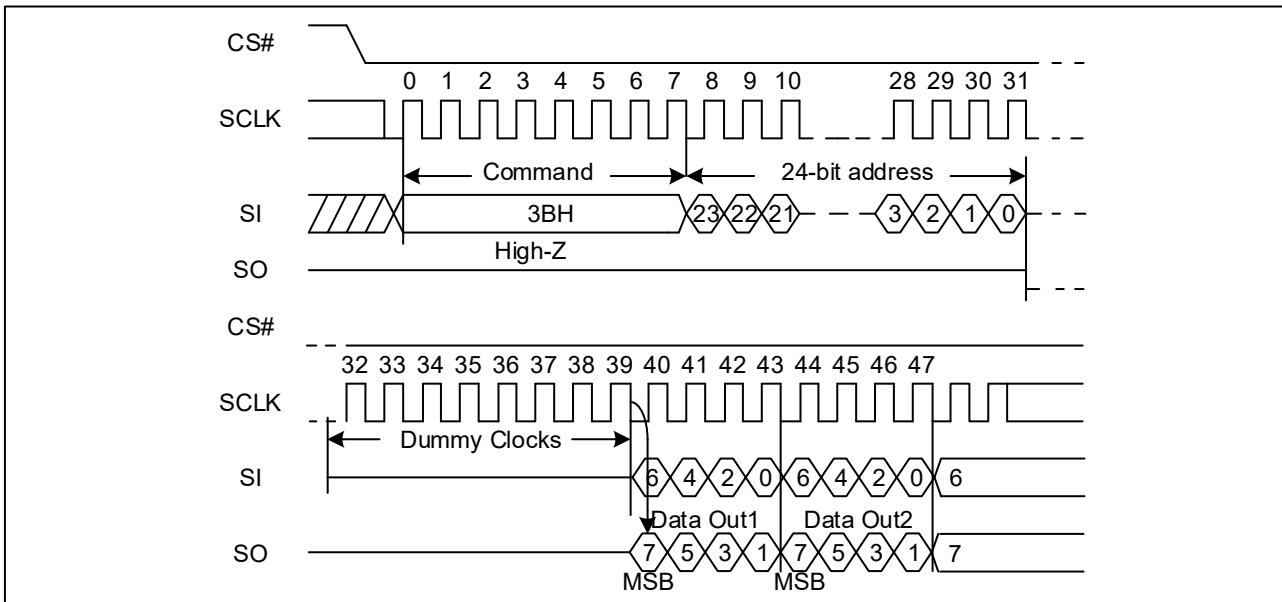 CS#
0 1 2 3 4 5 6 7 8 9 10 28 29 30 31
SCLK
Command 24-bit address
SI 3BH 23 22 21 3 2 1 0
High-Z
SO
CS#
32 33 34 35 36 37 38 39 40 41 42 43 44 45 46 47
SCLK
Dummy Clocks
SI 6 4 2 0 6 4 2 0 6
Data Out1 Data Out2
SO 7 5 3 1 7 5 3 1 7
MSB MSB